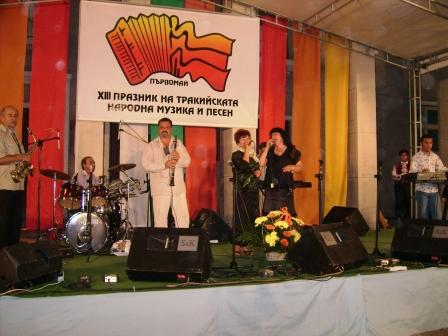 ПЪРВОМАЙ
XIII ПРАЗНИК НА ТРАКИЙСКАТА
НАРОДНА МУЗИКА И ПЕСЕН
S&K
S&K